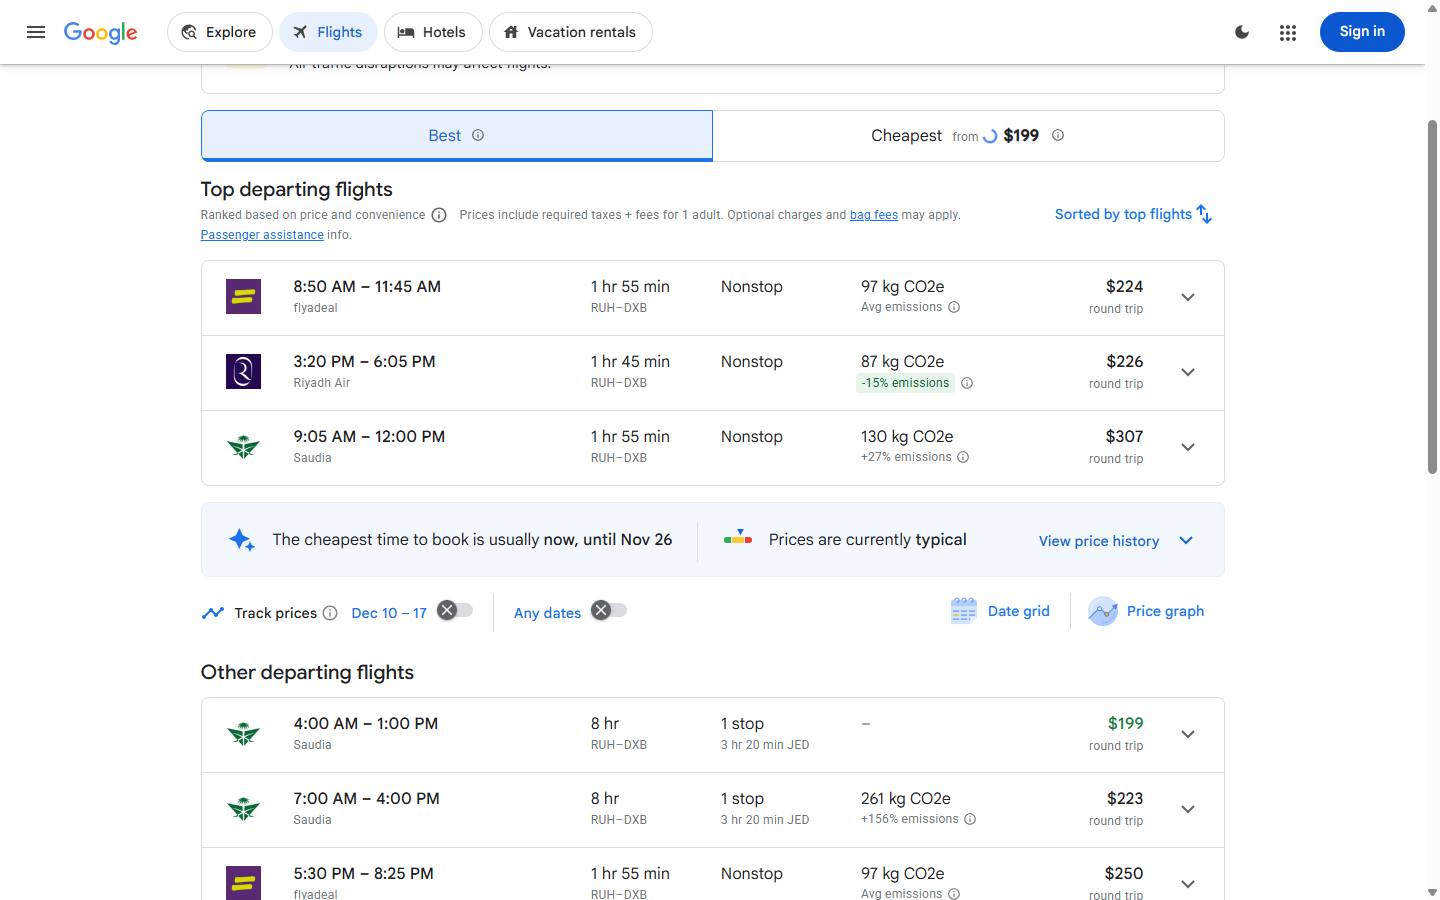 Google
Explore
Flights
Hotels
Vacation rentals
Sign in
Air traffic disruptions may affect flights.
Best
Cheapest from $199
Top departing flights
Ranked based on price and convenience Prices include required taxes + fees for 1 adult. Optional charges and bag fees may apply.
Passenger assistance info.
Sorted by top flights
8:50 AM – 11:45 AM 1 hr 55 min Nonstop 97 kg CO2e $224
flyadeal RUH–DXB Avg emissions round trip
3:20 PM – 6:05 PM 1 hr 45 min Nonstop 87 kg CO2e $226
Riyadh Air RUH–DXB -15% emissions round trip
9:05 AM – 12:00 PM 1 hr 55 min Nonstop 130 kg CO2e $307
Saudia RUH–DXB +27% emissions round trip
The cheapest time to book is usually now, until Nov 26
Prices are currently typical
View price history
Track prices Dec 10 – 17 Any dates
Date grid
Price graph
Other departing flights
4:00 AM – 1:00 PM 8 hr 1 stop – $199
Saudia RUH–DXB 3 hr 20 min JED round trip
7:00 AM – 4:00 PM 8 hr 1 stop 261 kg CO2e $223
Saudia RUH–DXB 3 hr 20 min JED +156% emissions round trip
5:30 PM – 8:25 PM 1 hr 55 min Nonstop 97 kg CO2e $250
flyadeal RUH–DXB Avg emissions round trip